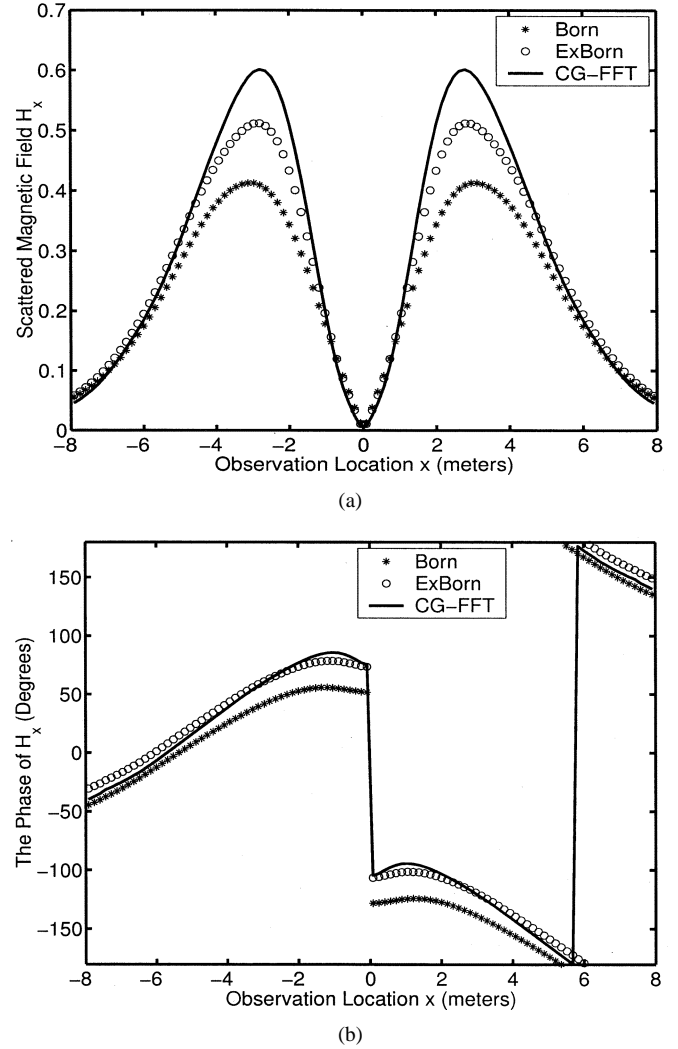 0.7
0.6
0.5
0.4
0.3
0.2
0.1
0
Scattered Magnetic Field Hx
Born
ExBorn
CG−FFT
−8 −6 −4 −2 0 2 4 6 8
Observation Location x (meters)
(a)
150
100
50
0
−50
−100
−150
The Phase of Hx (Degrees)
Born
ExBorn
CG−FFT
−8 −6 −4 −2 0 2 4 6 8
Observation Location x (meters)
(b)